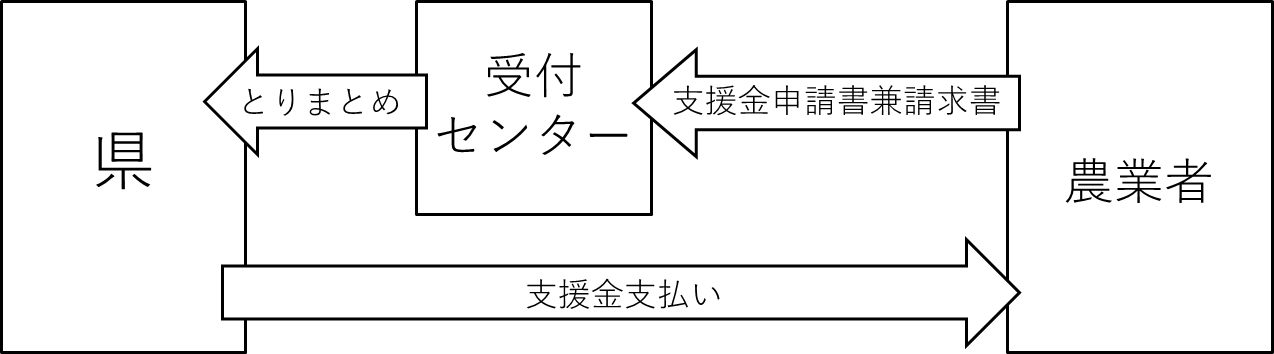 県
とりまとめ
受付
センター
支援金申請書兼請求書
農業者
支援金支払い